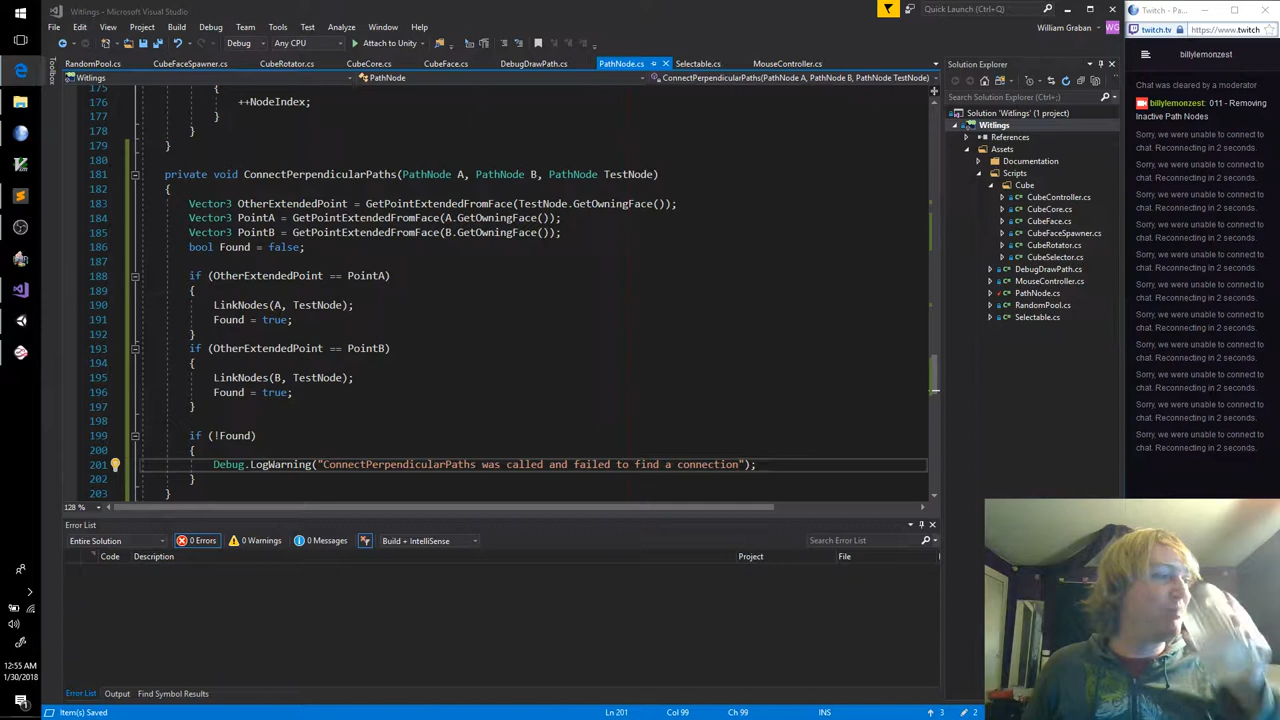 Witlings - Microsoft Visual Studio
Quick Launch (Ctrl+Q)
File Edit View Project Build Debug Team Tools Test Analyze Window Help
William Graban WG
Debug Any CPU Attach to Unity
Toolbox
RandomPool.cs CubeFaceSpawner.cs CubeRotator.cs CubeCore.cs CubeFace.cs DebugDrawPath.cs PathNode.cs Selectable.cs MouseController.cs
Witlings PathNode ConnectPerpendicularPaths(PathNode A, PathNode B, PathNode TestNode)
175 {
176 ++NodeIndex;
177 }
178 }
179 }
180
181 private void ConnectPerpendicularPaths(PathNode A, PathNode B, PathNode TestNode)
182 {
183 Vector3 OtherExtendedPoint = GetPointExtendedFromFace(TestNode.GetOwningFace());
184 Vector3 PointA = GetPointExtendedFromFace(A.GetOwningFace());
185 Vector3 PointB = GetPointExtendedFromFace(B.GetOwningFace());
186 bool Found = false;
187
188 if (OtherExtendedPoint == PointA)
189 {
190 LinkNodes(A, TestNode);
191 Found = true;
192 }
193 if (OtherExtendedPoint == PointB)
194 {
195 LinkNodes(B, TestNode);
196 Found = true;
197 }
198
199 if (!Found)
200 {
201 Debug.LogWarning("ConnectPerpendicularPaths was called and failed to find a connection");
202 }
203 }
128 %
Error List
Entire Solution 0 Errors 0 Warnings 0 Messages Build + IntelliSense Search Error List
Code Description Project File
Error List Output Find Symbol Results
Item(s) Saved Ln 201 Col 99 Ch 99 INS 3 2
Solution Explorer
Search Solution Explorer (Ctrl+;)
Solution 'Witlings' (1 project)
Witlings
References
Assets
Documentation
Scripts
Cube
CubeController.cs
CubeCore.cs
CubeFace.cs
CubeFaceSpawner.cs
CubeRotator.cs
CubeSelector.cs
DebugDrawPath.cs
MouseController.cs
PathNode.cs
RandomPool.cs
Selectable.cs
Twitch - Pa...
twitch.tv https://www.twitch
billylemonzest
Chat was cleared by a moderator
billylemonzest: 011 - Removing
Inactive Path Nodes
Sorry, we were unable to connect to
chat. Reconnecting in 2 seconds.
Sorry, we were unable to connect to
chat. Reconnecting in 2 seconds.
Sorry, we were unable to connect to
chat. Reconnecting in 2 seconds.
Sorry, we were unable to connect to
chat. Reconnecting in 2 seconds.
Sorry, we were unable to connect to
chat. Reconnecting in 2 seconds.
Sorry, we were unable to connect to
chat. Reconnecting in 2 seconds.
Sorry, we were unable to connect to
chat. Reconnecting in 2 seconds.
Sorry, we were unable to connect to
chat. Reconnecting in 2 seconds.
Sorry, we were unable to connect to
chat. Reconnecting in 2 seconds.
Sorry, we were unable to connect to
chat. Reconnecting in 2 seconds.
Sorry, we were unable to connect to
chat. Reconnecting in 2 seconds.
12:55 AM
1/30/2018